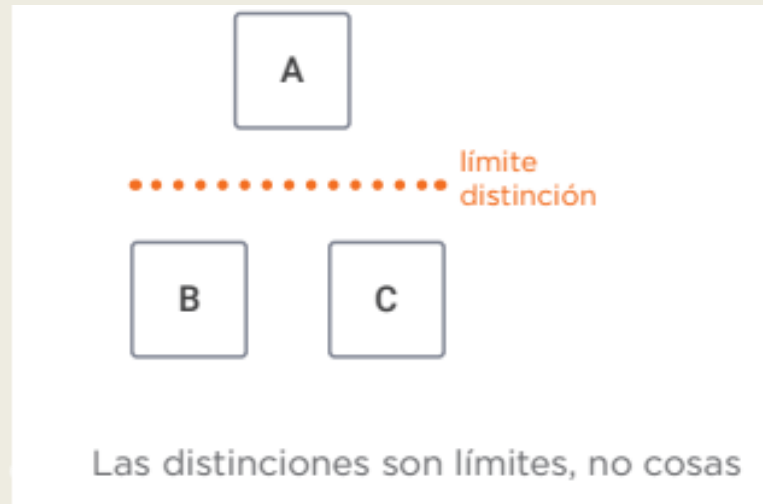 A
límite
distinción
B C
Las distinciones son límites, no cosas